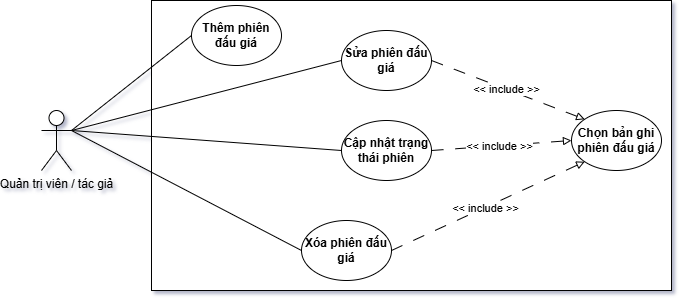 Thêm phiên
đấu giá
Sửa phiên đấu
giá
<< include >>
Cập nhật trạng
thái phiên
<< include >>
Chọn bản ghi
phiên đấu giá
Quản trị viên / tác giả
<< include >>
Xóa phiên đấu
giá